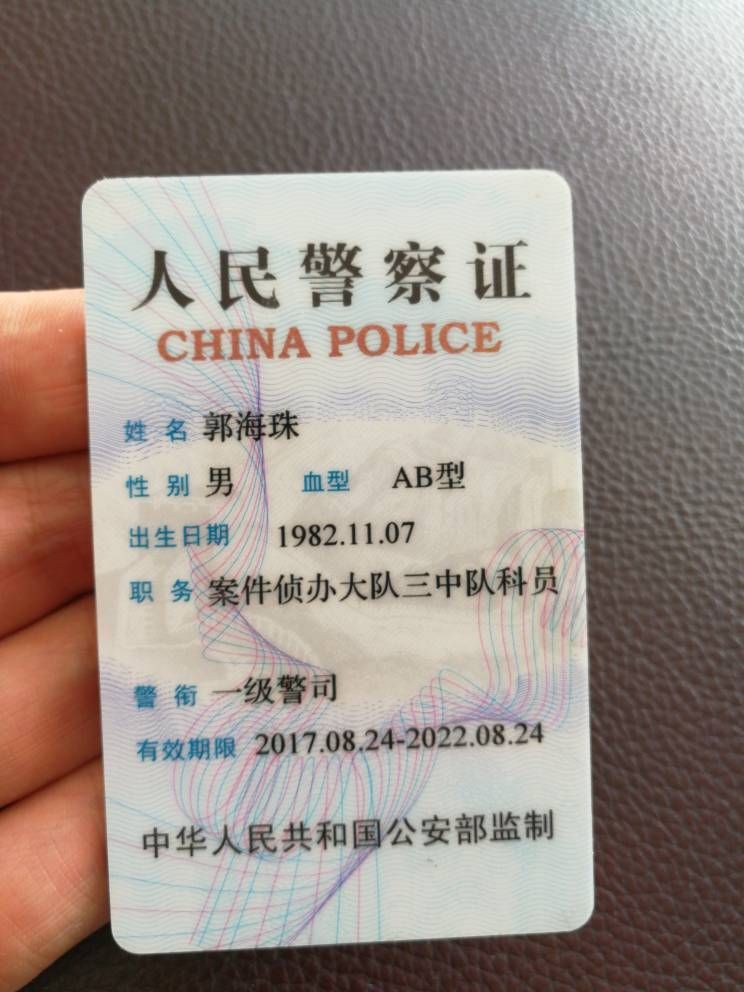 人民警察证
CHINA POLICE
姓名 郭海珠
性别 男 血型 AB型
出生日期 1982.11.07
职务 案件侦办大队三中队科员
警衔 一级警司
有效期限 2017.08.24-2022.08.24
中华人民共和国公安部监制